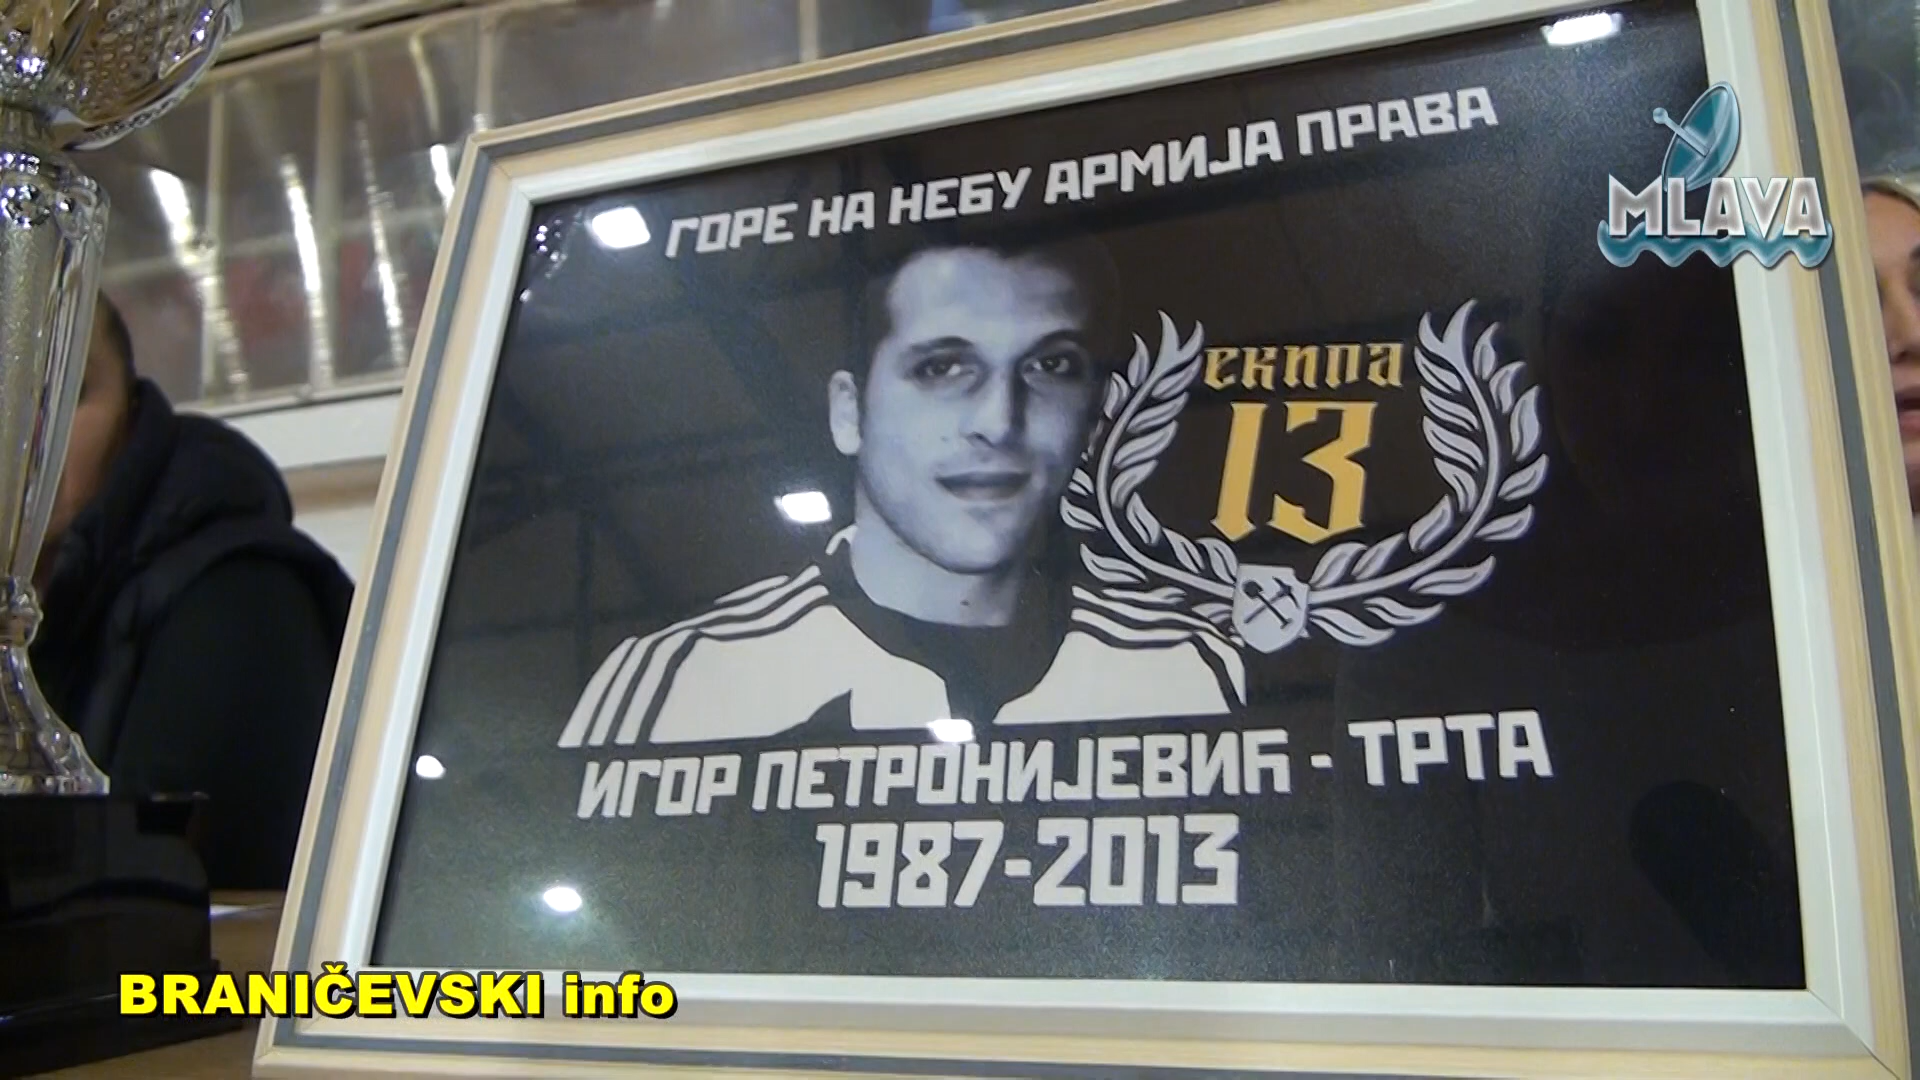 ГОРЕ НА НЕБУ АРМИЈА ПРАВА
MLAVA
екипа
13
ИГОР ПЕТРОНИЈЕВИЋ - ТРТА
1987-2013
BRANIČEVSKI info